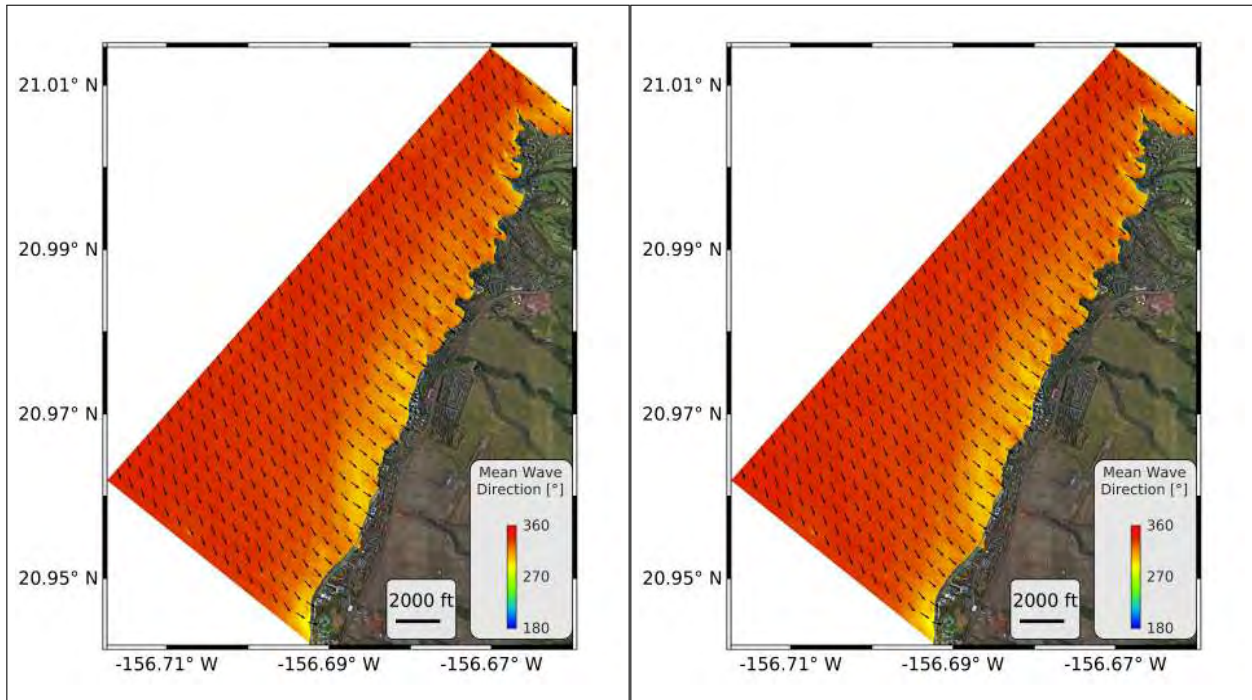 21.01° N
20.99° N
20.97° N
20.95° N
-156.71° W
-156.69° W
-156.67° W
2000 ft
Mean Wave
Direction [°]
360
270
180
21.01° N
20.99° N
20.97° N
20.95° N
-156.71° W
-156.69° W
-156.67° W
2000 ft
Mean Wave
Direction [°]
360
270
180